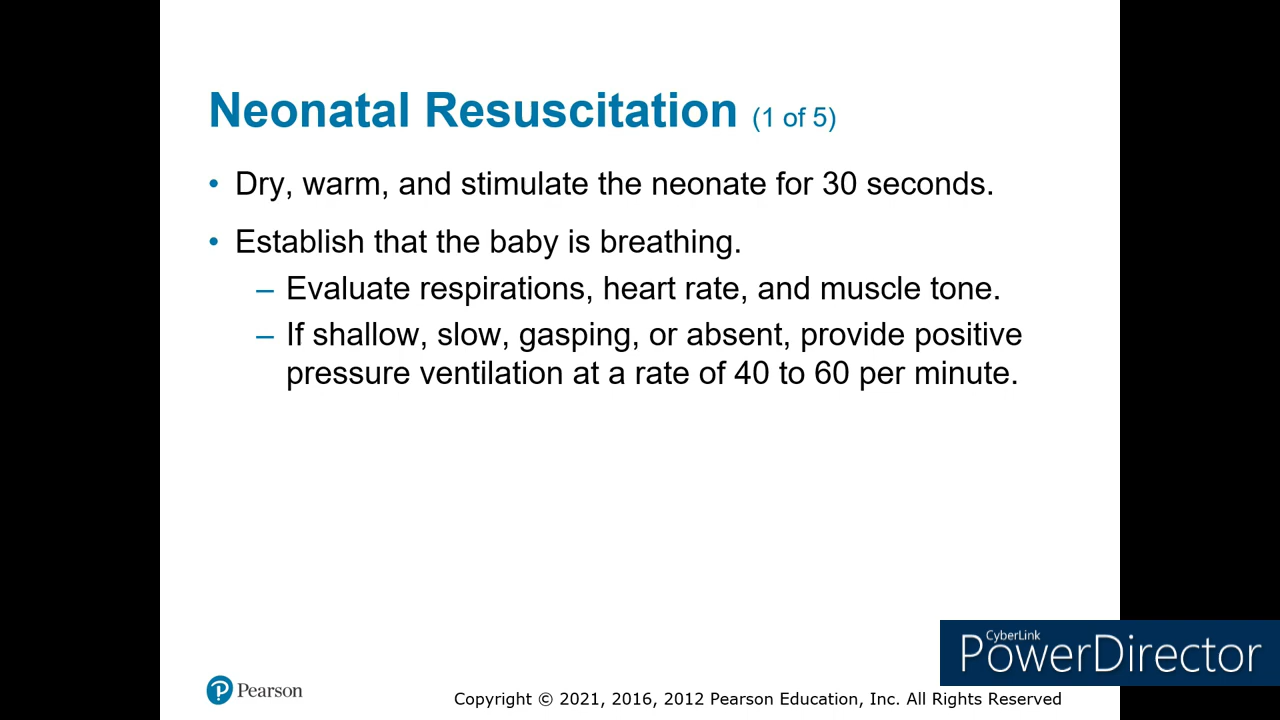 Neonatal Resuscitation (1 of 5)
• Dry, warm, and stimulate the neonate for 30 seconds.
• Establish that the baby is breathing.
– Evaluate respirations, heart rate, and muscle tone.
– If shallow, slow, gasping, or absent, provide positive
pressure ventilation at a rate of 40 to 60 per minute.
CyberLink
PowerDirector
Pearson
Copyright © 2021, 2016, 2012 Pearson Education, Inc. All Rights Reserved